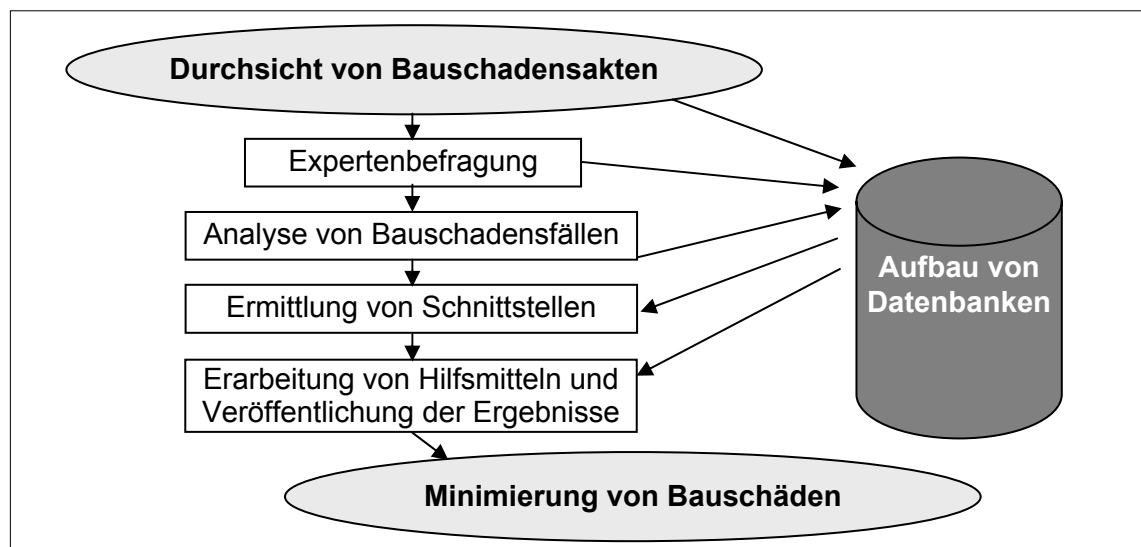 Durchsicht von Bauschadensakten
Expertenbefragung
Analyse von Bauschadensfällen
Ermittlung von Schnittstellen
Erarbeitung von Hilfsmitteln und
Veröffentlichung der Ergebnisse
Aufbau von
Datenbanken
Minimierung von Bauschäden